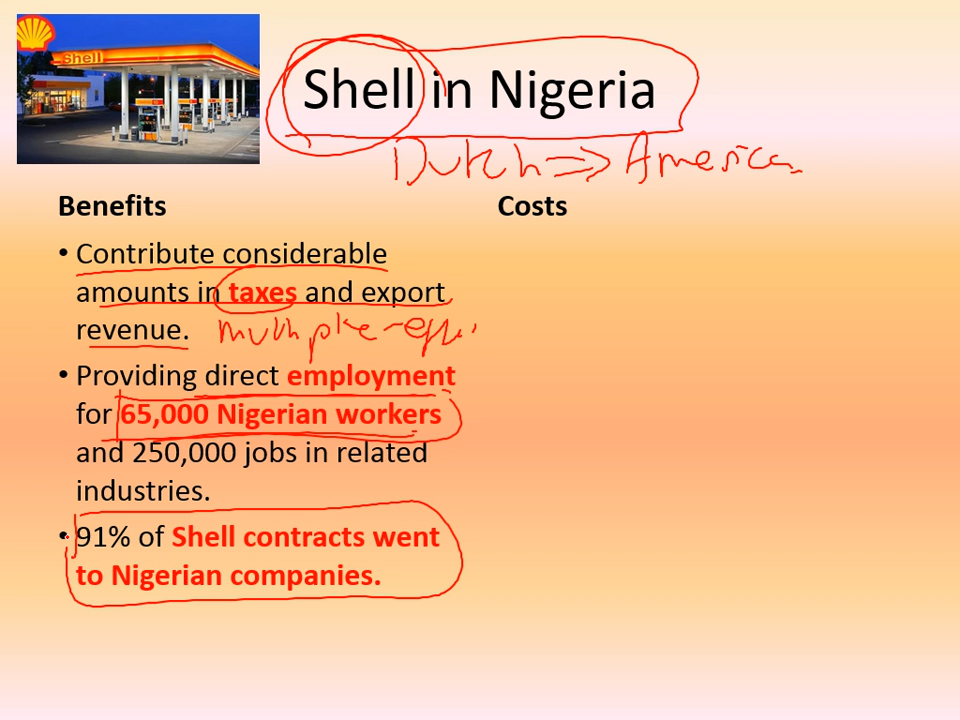 Shell
Shell in Nigeria
Dutch ⇒ America
Benefits
• Contribute considerable
amounts in taxes and export
revenue.
• Providing direct employment
for 65,000 Nigerian workers
and 250,000 jobs in related
industries.
• 91% of Shell contracts went
to Nigerian companies.
Costs